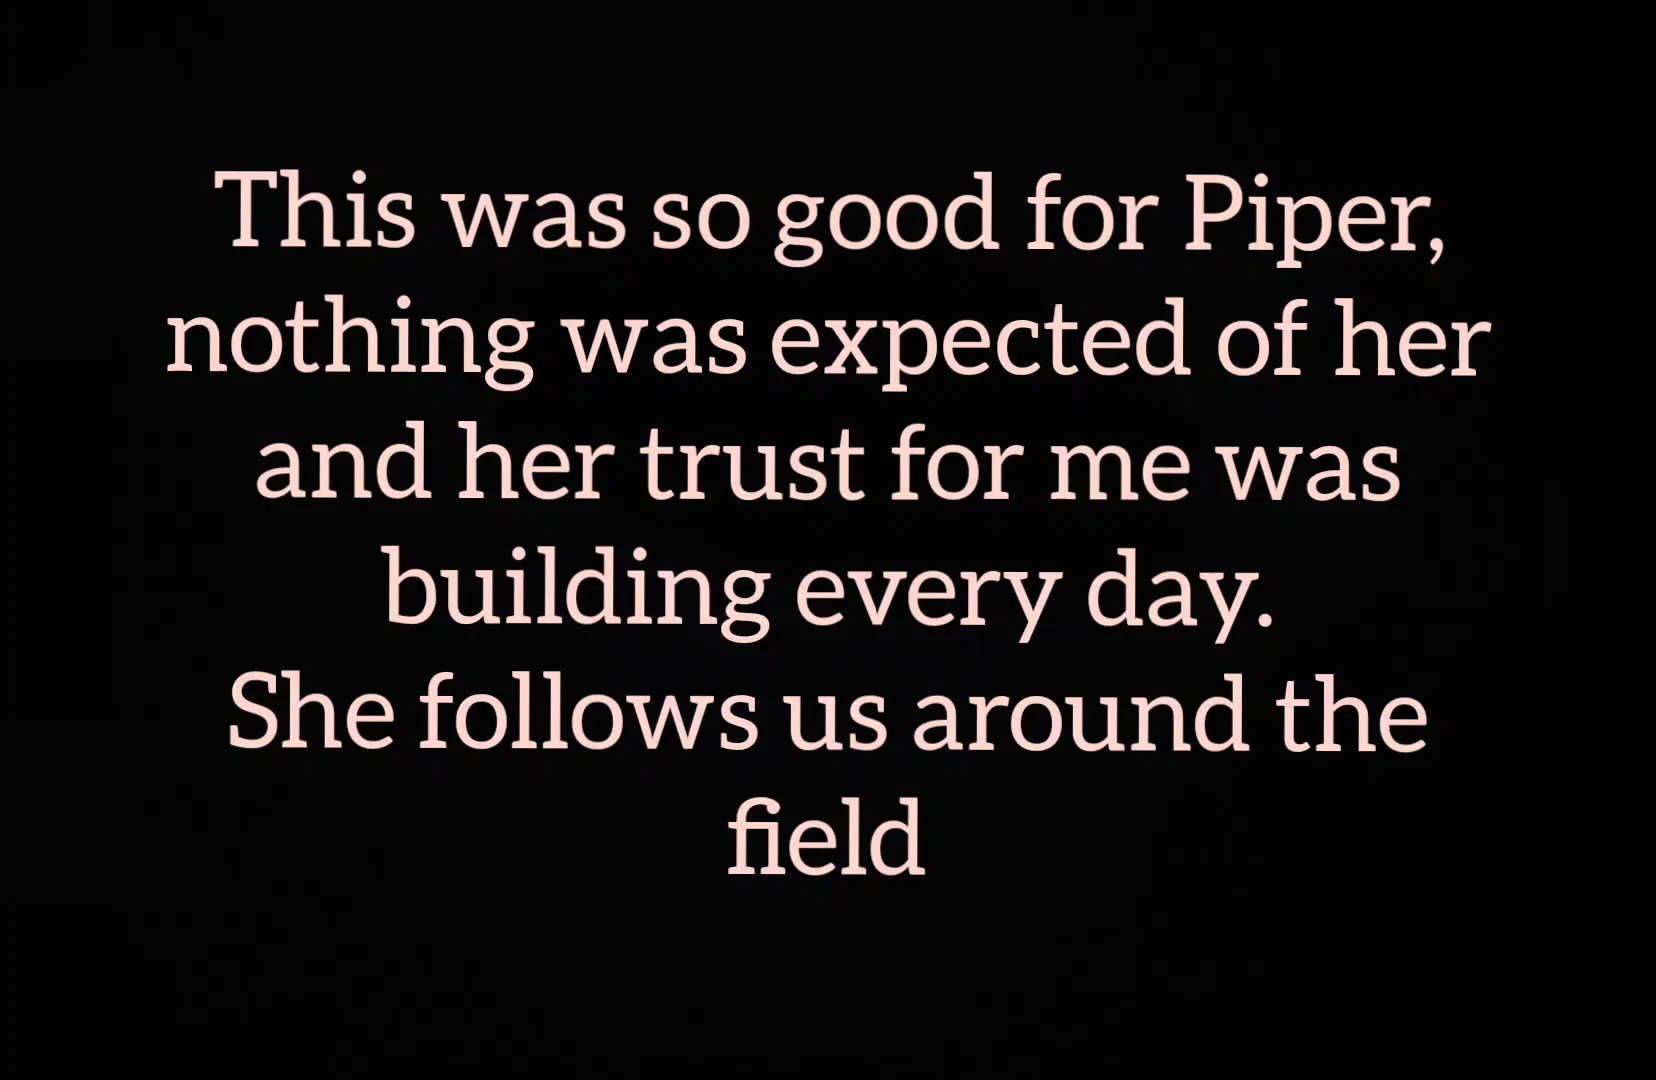 This was so good for Piper,
nothing was expected of her
and her trust for me was
building every day.
She follows us around the
field